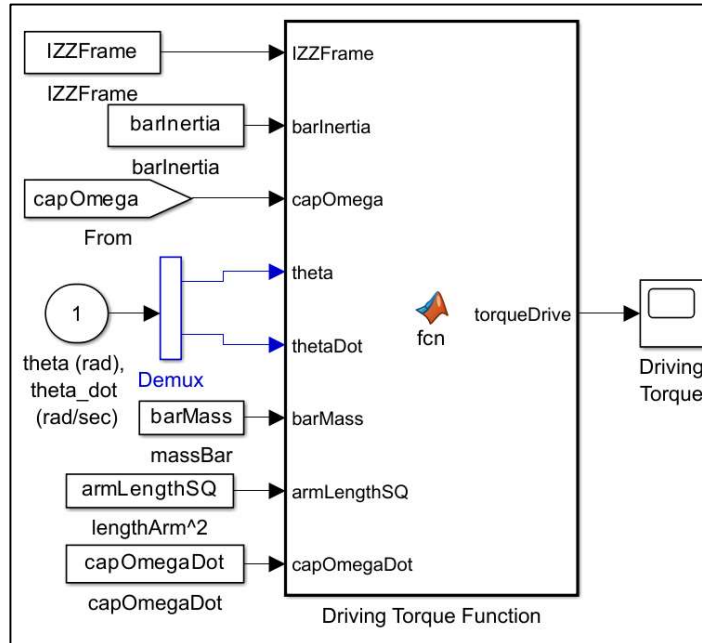 IZZFrame
IZZFrame
IZZFrame
barInertia
barInertia
barInertia
capOmega
capOmega
From
theta
1
fcn
torqueDrive
thetaDot
theta (rad),
theta_dot
(rad/sec)
Demux
Driving
Torque
barMass
barMass
massBar
armLengthSQ
armLengthSQ
lengthArm^2
capOmegaDot
capOmegaDot
capOmegaDot
Driving Torque Function